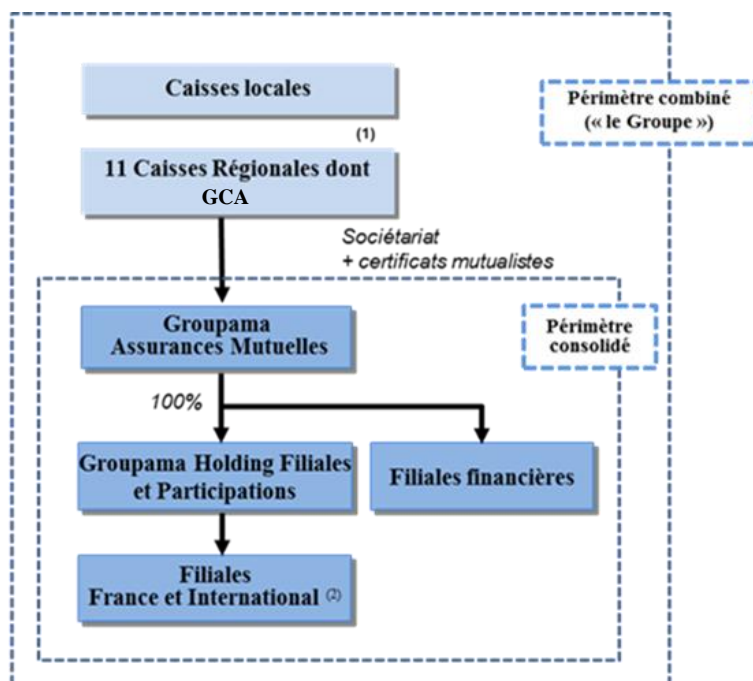 Caisses locales
Périmètre combiné
(« le Groupe »)
(1)
11 Caisses Régionales dont
GCA
Sociétariat
+ certificats mutualistes
Groupama
Assurances Mutuelles
Périmètre
consolidé
100%
Groupama Holding Filiales
et Participations
Filiales financières
Filiales
France et International (2)